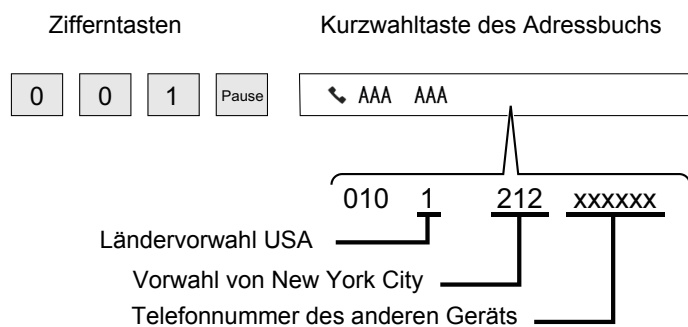 Zifferntasten Kurzwahltaste des Adressbuchs
0 0 1 Pause AAA AAA
010 1 212 xxxxxx
Ländervorwahl USA
Vorwahl von New York City
Telefonnummer des anderen Geräts